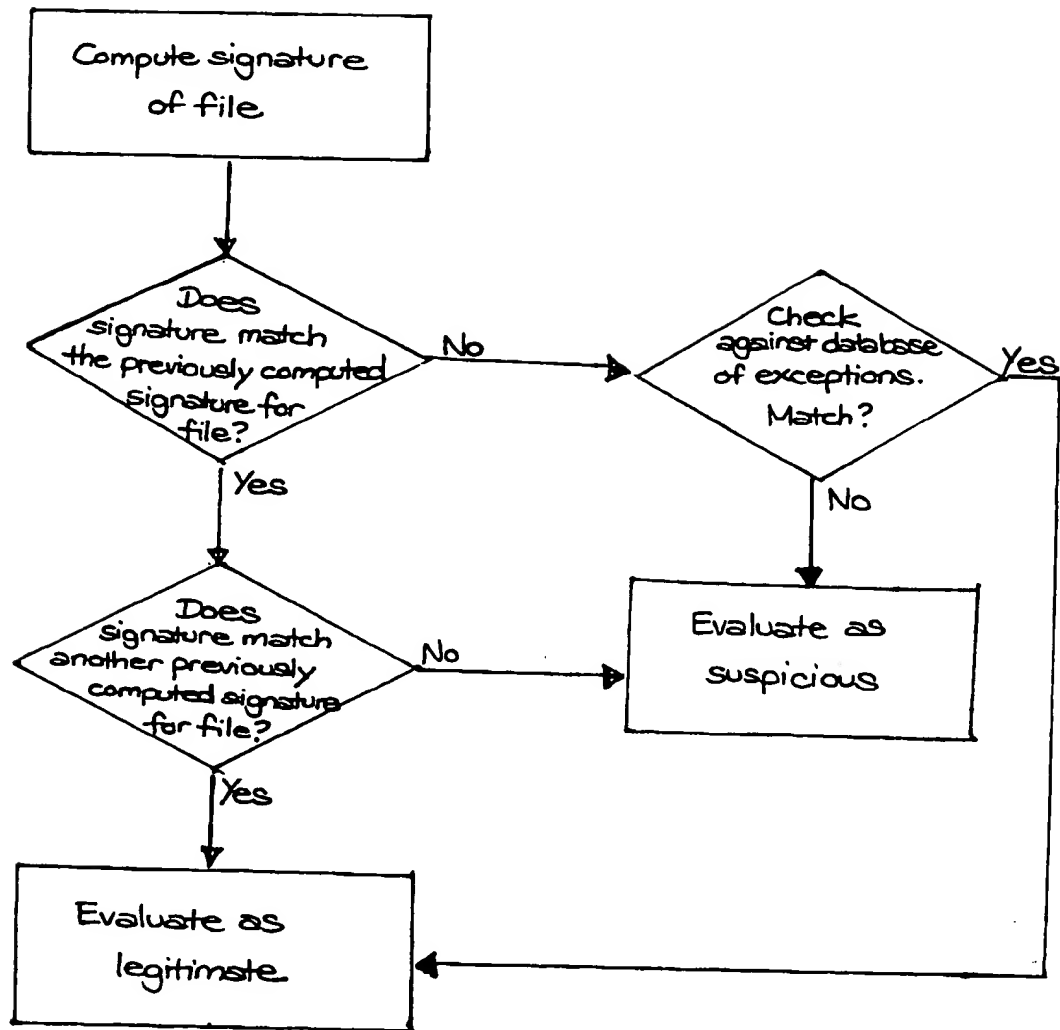 Compute signature
of file
Does
signature match
the previously computed
signature for
file?
No
Check
against database
of exceptions.
Match?
Yes
Yes
No
Does
signature match
another previously
computed signature
for file?
No
Evaluate as
suspicious
Yes
Evaluate as
legitimate